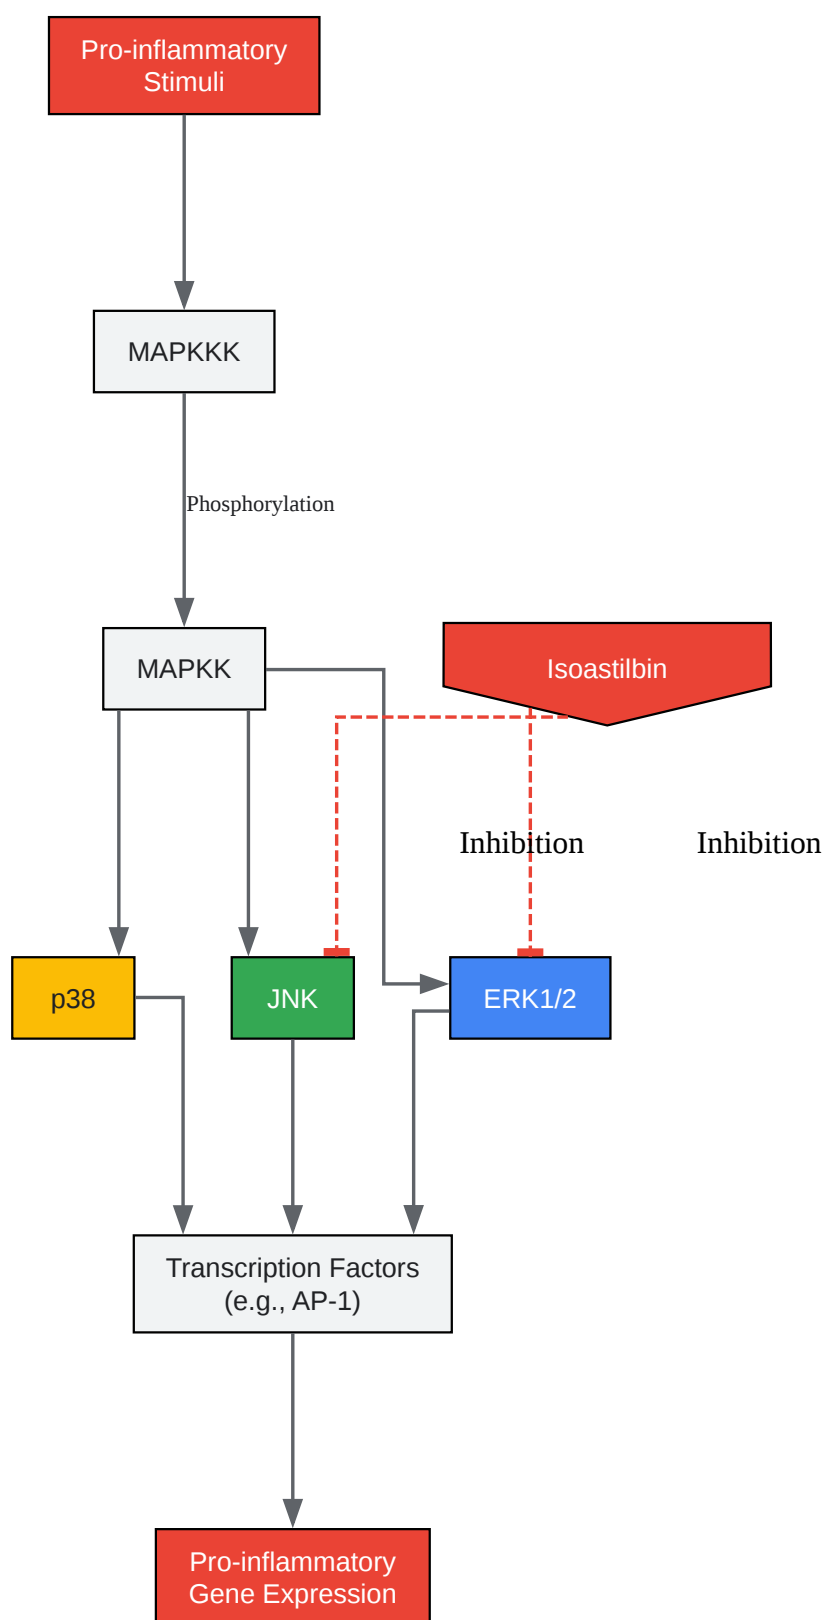 Pro-inflammatory
Stimuli
MAPKKK
Phosphorylation
MAPKK
Isoastilbin
Inhibition
Inhibition
p38
JNK
ERK1/2
Transcription Factors
(e.g., AP-1)
Pro-inflammatory
Gene Expression